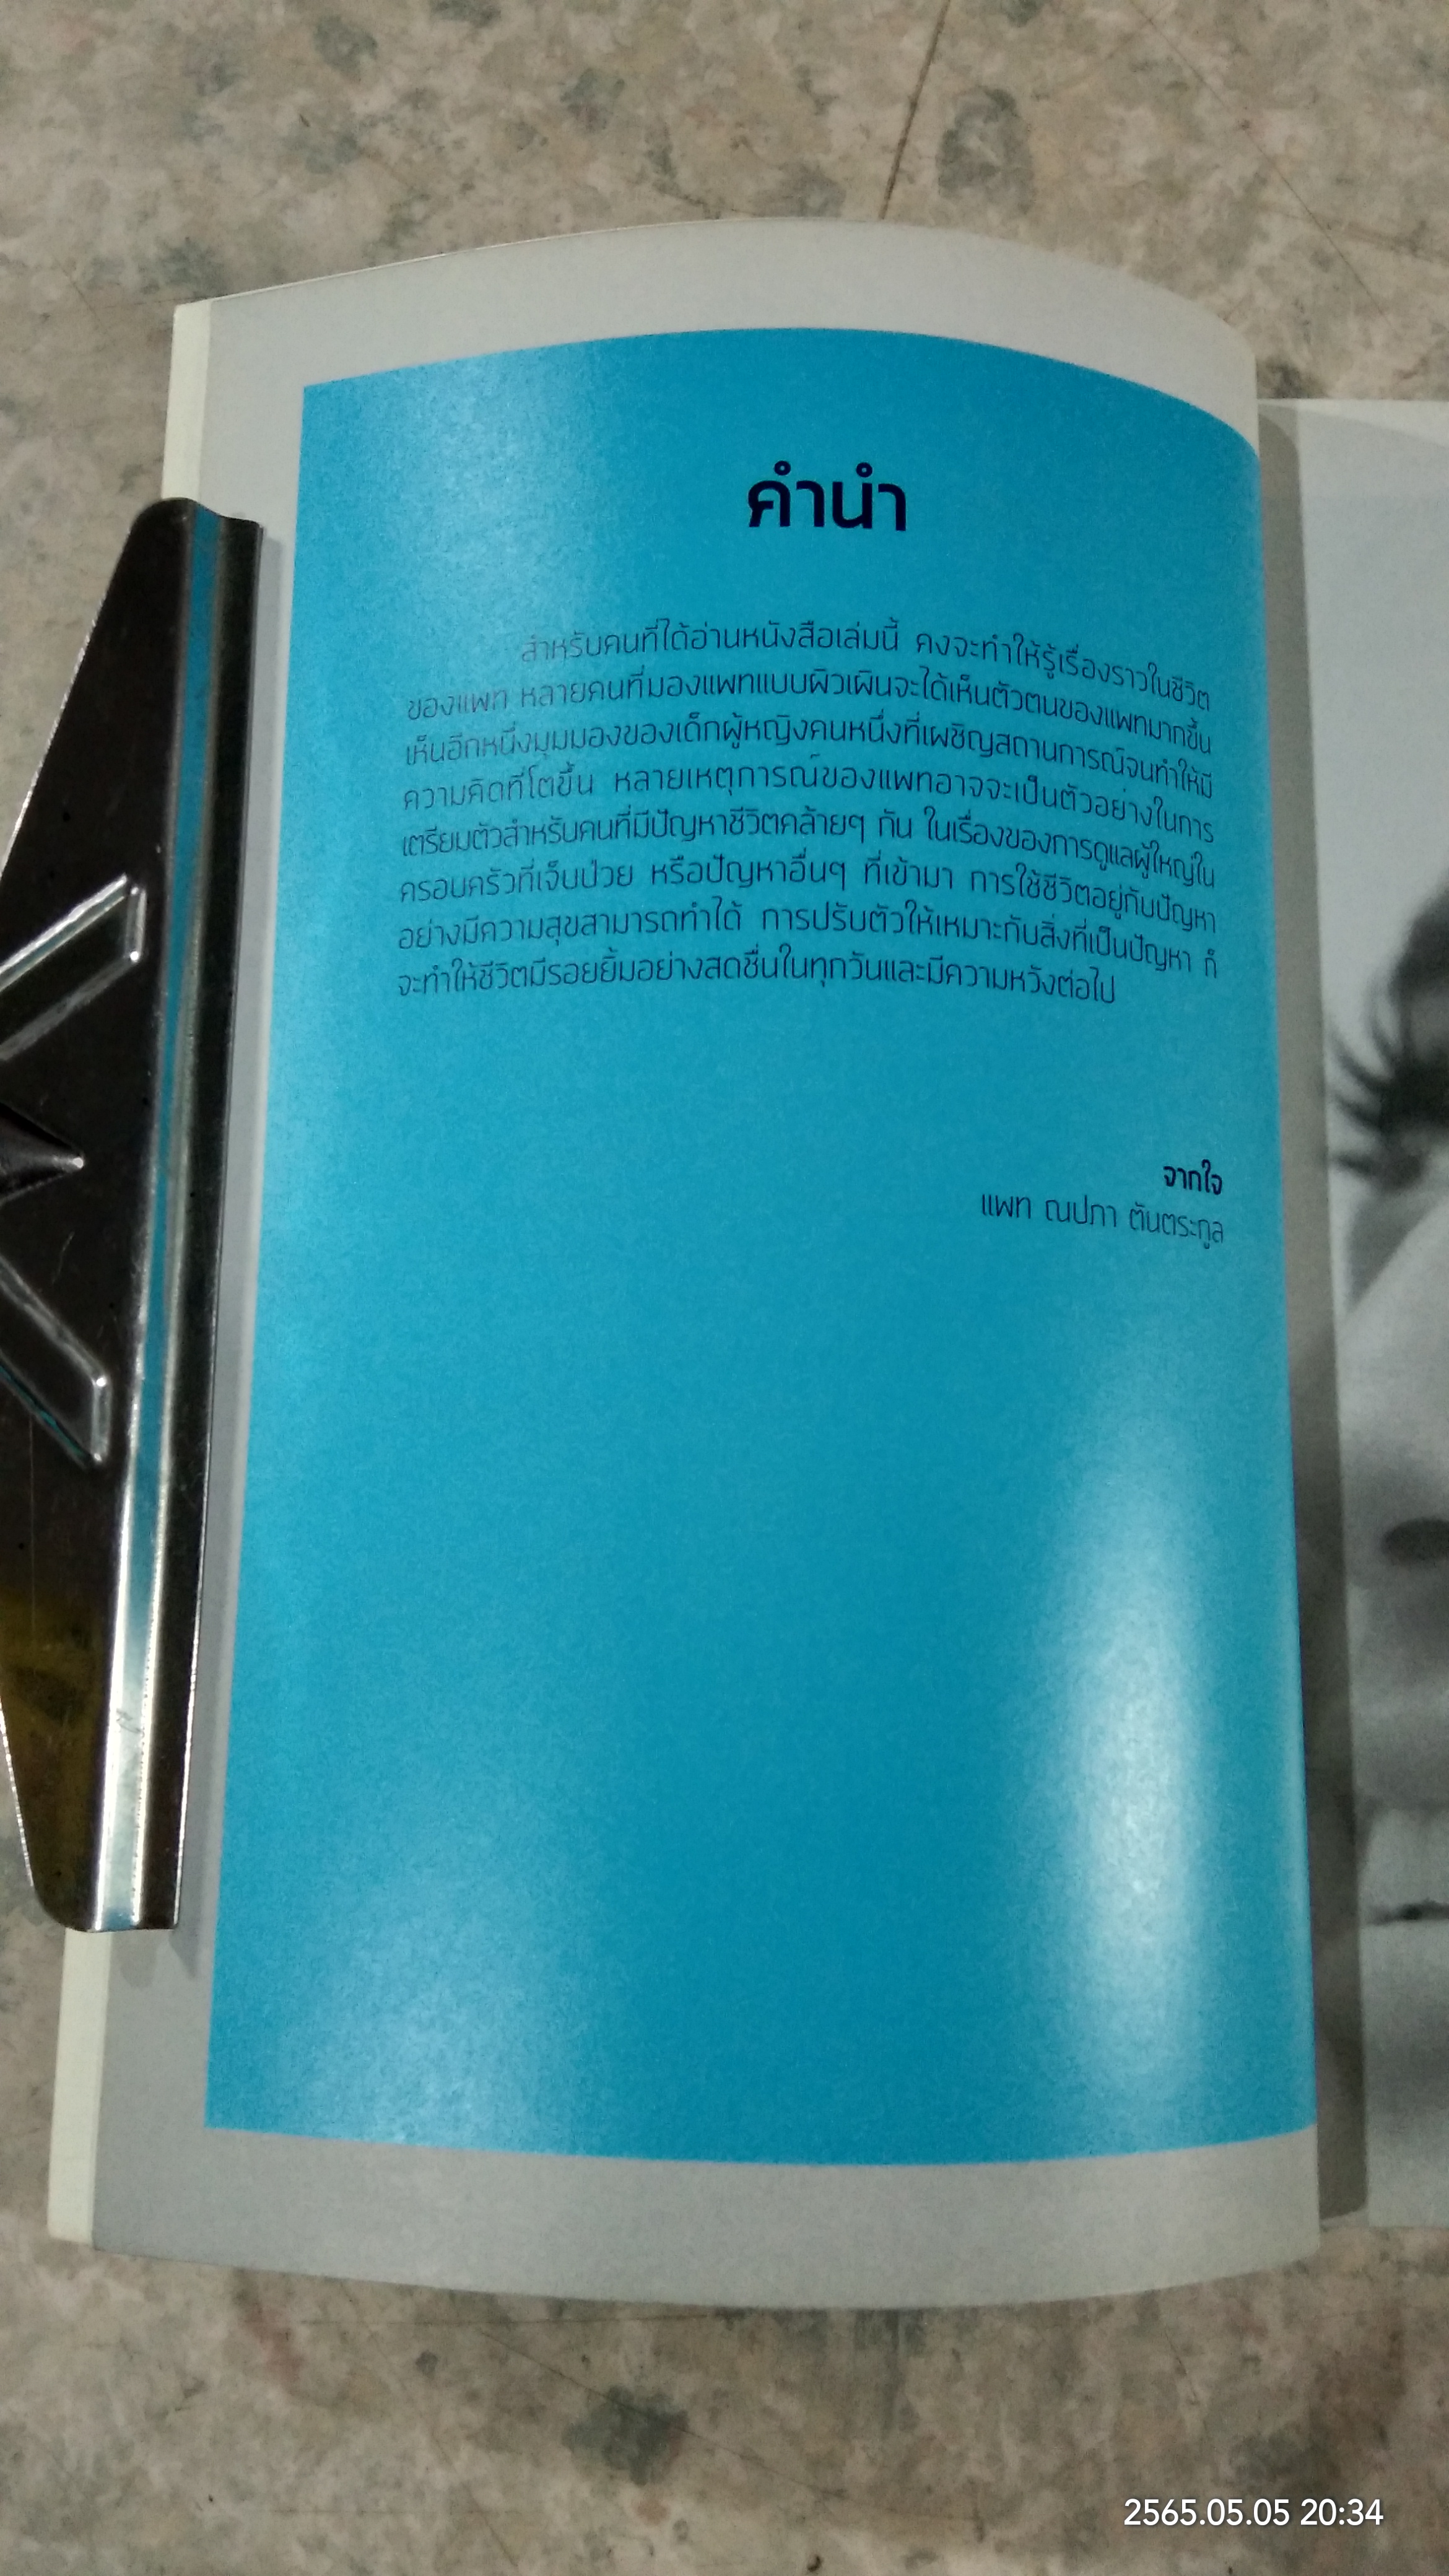 คำนำ
สำหรับคนที่ได้อ่านหนังสือเล่มนี้ คงจะทำให้รู้เรื่องราวในชีวิต
ของแพท หลายคนที่มองแพทแบบผิวเผินจะได้เห็นตัวตนของแพทมากขึ้น
เห็นอีกหนึ่งมุมมองของเด็กผู้หญิงคนหนึ่งที่เผชิญสถานการณ์จนทำให้มี
ความคิดที่โตขึ้น หลายเหตุการณ์ของแพทอาจจะเป็นตัวอย่างในการ
เตรียมตัวสำหรับคนที่มีปัญหาชีวิตคล้ายๆ กัน ในเรื่องของการดูแลผู้ใหญ่ใน
ครอบครัวที่เจ็บป่วย หรือปัญหาอื่นๆ ที่เข้ามา การใช้ชีวิตอยู่กับปัญหา
อย่างมีความสุขสามารถทำได้ การปรับตัวให้เหมาะกับสิ่งที่เป็นปัญหา ก็
จะทำให้ชีวิตมีรอยยิ้มอย่างสดชื่นในทุกวันและมีความหวังต่อไป
จากใจ
แพท ณปภา ตันตระกูล
2565.05.05 20:34